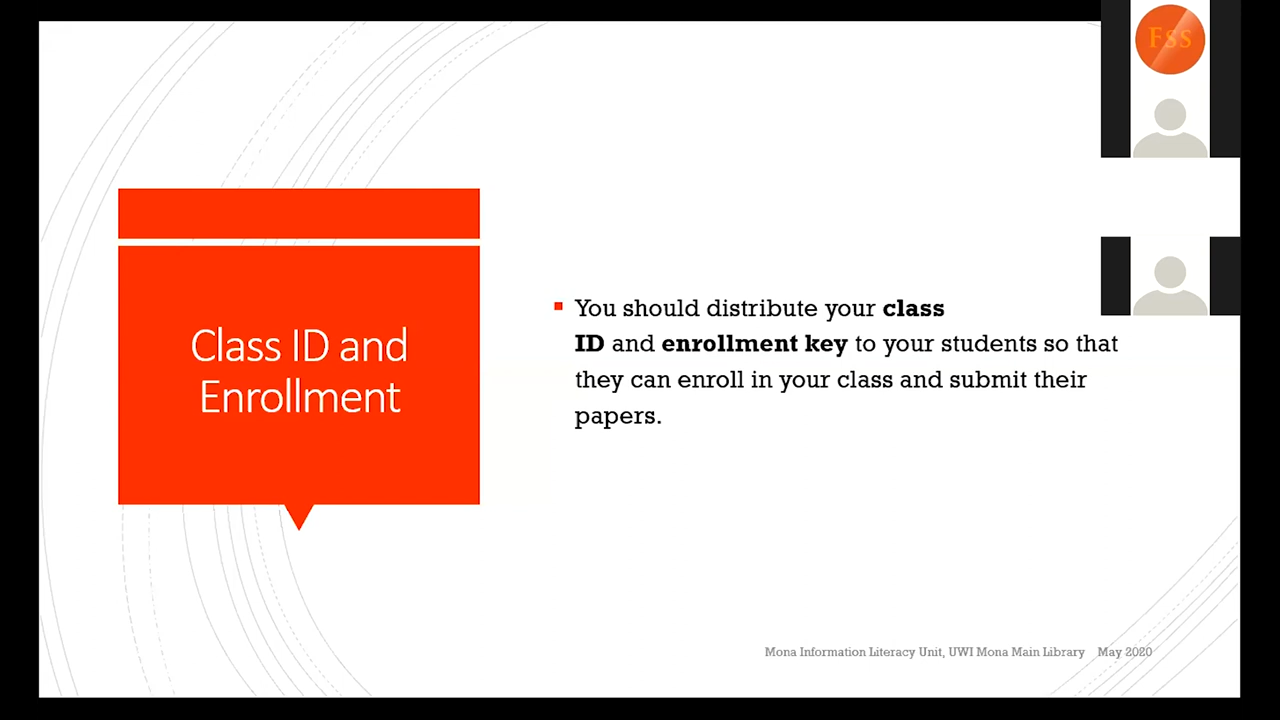 Fss
Class ID and
Enrollment
You should distribute your class
ID and enrollment key to your students so that
they can enroll in your class and submit their
papers.
Mona Information Literacy Unit, UWI Mona Main Library May 2020